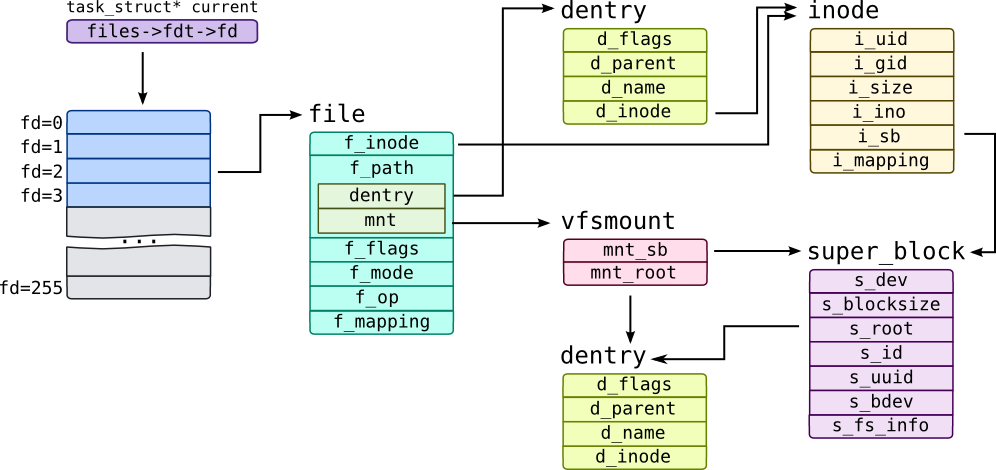 task_struct* current
files->fdt->fd
fd=0
fd=1
fd=2
fd=3
...
fd=255
file
f_inode
f_path
dentry
mnt
f_flags
f_mode
f_op
f_mapping
dentry
d_flags
d_parent
d_name
d_inode
vfsmount
mnt_sb
mnt_root
dentry
d_flags
d_parent
d_name
d_inode
inode
i_uid
i_gid
i_size
i_ino
i_sb
i_mapping
super_block
s_dev
s_blocksize
s_root
s_id
s_uuid
s_bdev
s_fs_info